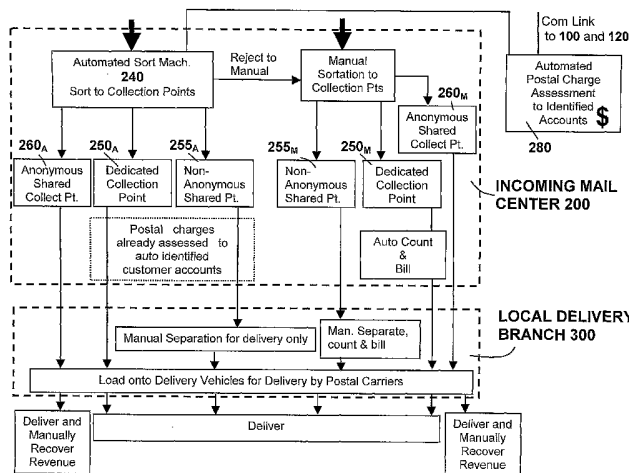 Com Link
to 100 and 120
Automated Sort Mach.
240
Sort to Collection Points
Reject to
Manual
Manual
Sortation to
Collection Pts
Automated
Postal Charge
Assessment
to Identified
Accounts $
280
260M
Anonymous
Shared
Collect Pt.
260A
Anonymous
Shared
Collect Pt.
250A
Dedicated
Collection
Point
255A
Non-
Anonymous
Shared Pt.
255M
Non-
Anonymous
Shared Pt.
250M
Dedicated
Collection
Point
INCOMING MAIL
CENTER 200
Postal charges
already assessed to
auto identified
customer accounts
Auto Count
&
Bill
LOCAL DELIVERY
BRANCH 300
Manual Separation for delivery only
Man. Separate,
count & bill
Load onto Delivery Vehicles for Delivery by Postal Carriers
Deliver and
Manually
Recover
Revenue
Deliver
Deliver and
Manually
Recover
Revenue